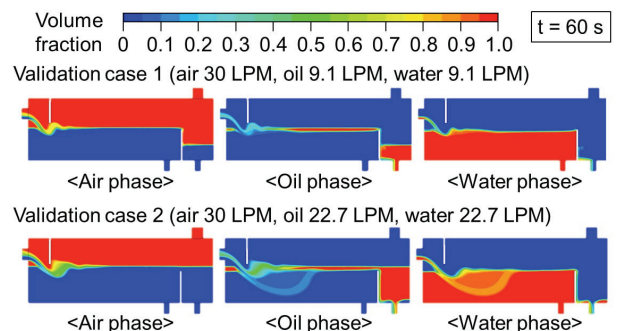 Volume
fraction
0 0.1 0.2 0.3 0.4 0.5 0.6 0.7 0.8 0.9 1.0
t = 60 s
Validation case 1 (air 30 LPM, oil 9.1 LPM, water 9.1 LPM)
<Air phase> <Oil phase> <Water phase>
Validation case 2 (air 30 LPM, oil 22.7 LPM, water 22.7 LPM)
<Air phase> <Oil phase> <Water phase>